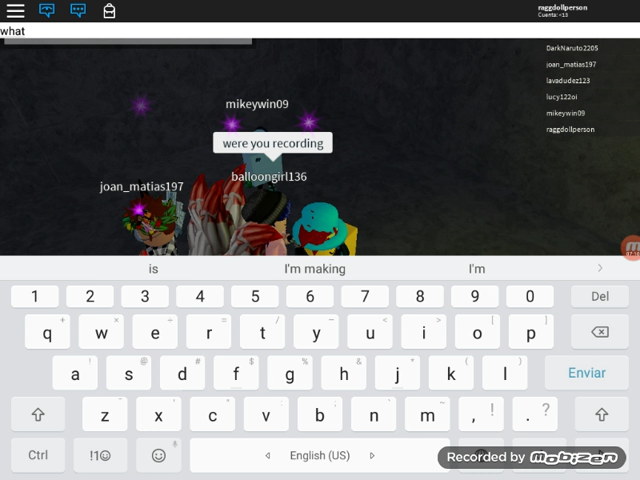 raggdollperson
Cuenta: <13
what
DarkNaruto2205
joan_matias197
lavadudez123
lucy122oi
mikeywin09
raggdollperson
mikeywin09
were you recording
balloongirl136
joan_matias197
is I'm making I'm >
1 2 3 4 5 6 7 8 9 0 Del
q w e r t y u i o p
a s d f g h j k l Enviar
z x c v b n m , ! . ?
Ctrl !1☺ English (US)
Recorded by Mobizen